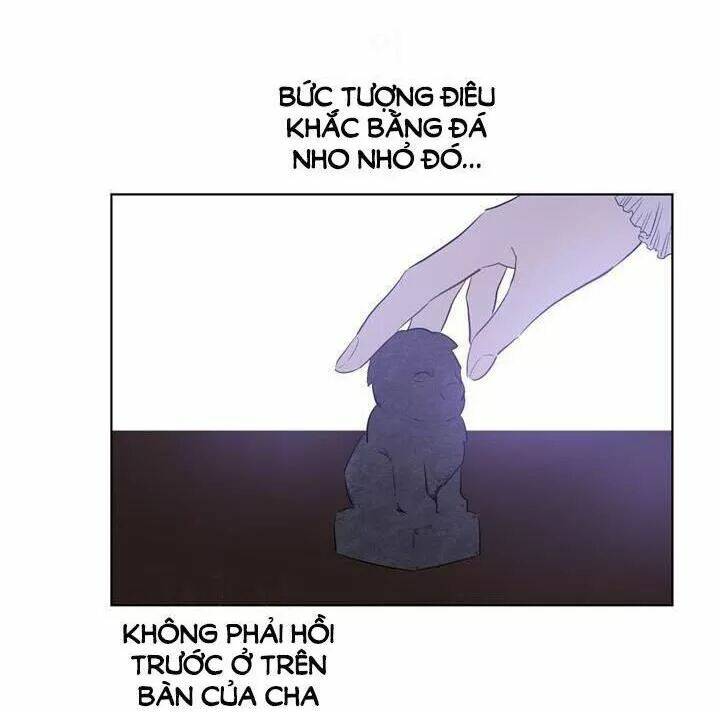 BỨC TƯỢNG ĐIÊU
KHẮC BẰNG ĐÁ
NHO NHỎ ĐÓ...
KHÔNG PHẢI HỒI
TRƯỚC Ở TRÊN
BÀN CỦA CHA